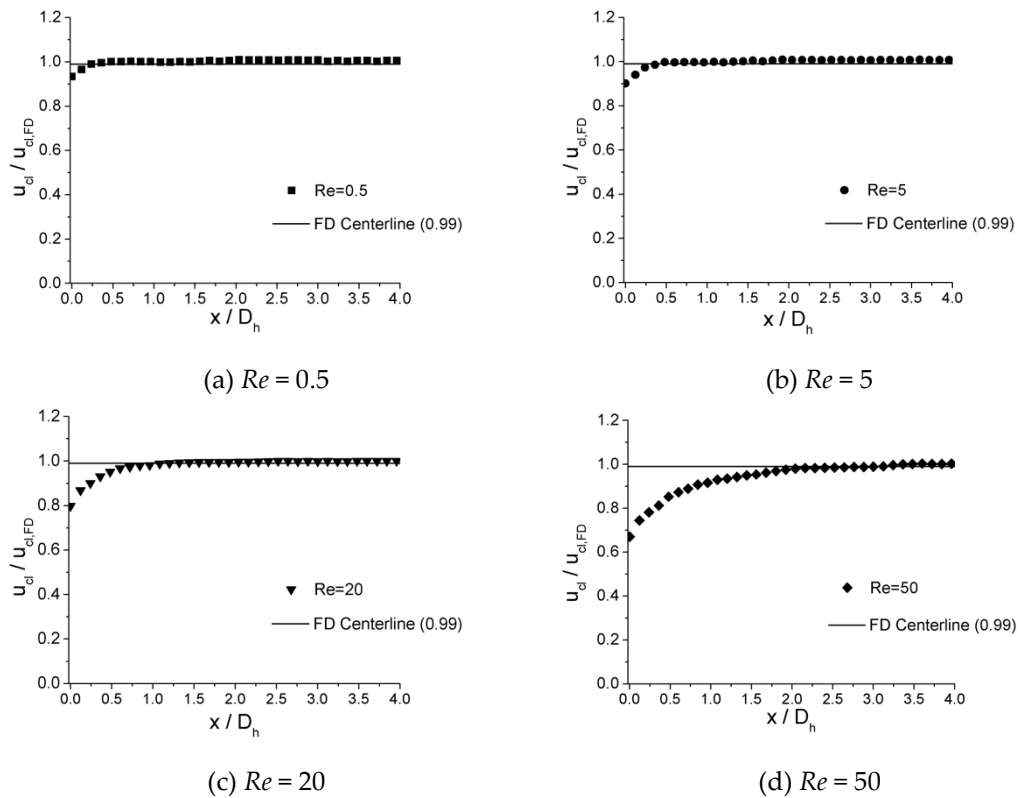 1.2
1.0
0.8
0.6
0.4
0.2
0.0
u_cl / u_cl,FD
Re=0.5
FD Centerline (0.99)
0.0 0.5 1.0 1.5 2.0 2.5 3.0 3.5 4.0
x / D_h
(a) Re = 0.5
1.2
1.0
0.8
0.6
0.4
0.2
0.0
u_cl / u_cl,FD
Re=5
FD Centerline (0.99)
0.0 0.5 1.0 1.5 2.0 2.5 3.0 3.5 4.0
x / D_h
(b) Re = 5
1.2
1.0
0.8
0.6
0.4
0.2
0.0
u_cl / u_cl,FD
Re=20
FD Centerline (0.99)
0.0 0.5 1.0 1.5 2.0 2.5 3.0 3.5 4.0
x / D_h
(c) Re = 20
1.2
1.0
0.8
0.6
0.4
0.2
0.0
u_cl / u_cl,FD
Re=50
FD Centerline (0.99)
0.0 0.5 1.0 1.5 2.0 2.5 3.0 3.5 4.0
x / D_h
(d) Re = 50